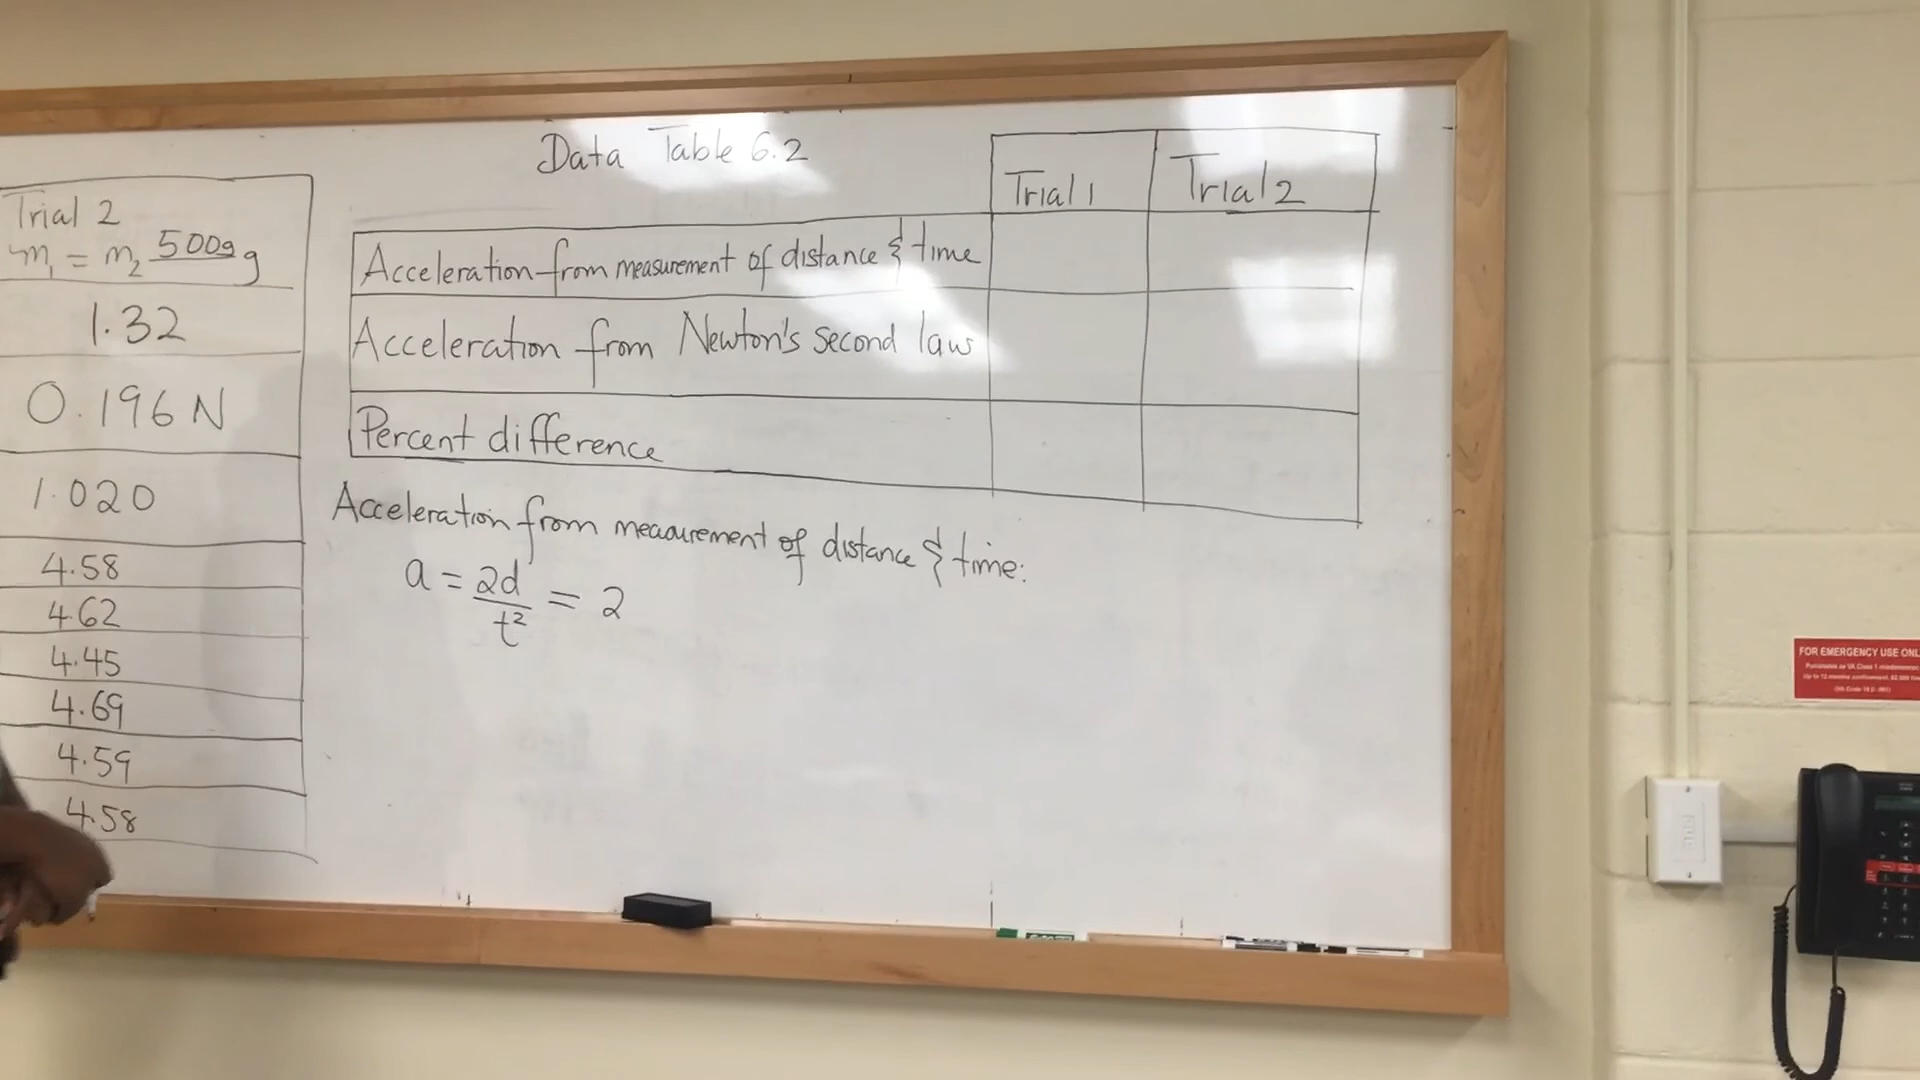 Trial 2
m₁ = m₂ 500g g
1.32
0.196 N
1.020
4.58
4.62
4.45
4.69
4.59
4.58
Data Table 6.2
Trial 1 Trial 2
Acceleration from measurement of distance & time
Acceleration from Newton's second law
Percent difference
Acceleration from measurement of distance & time:
a = 2d/t² = 2
FOR EMERGENCY USE ONL